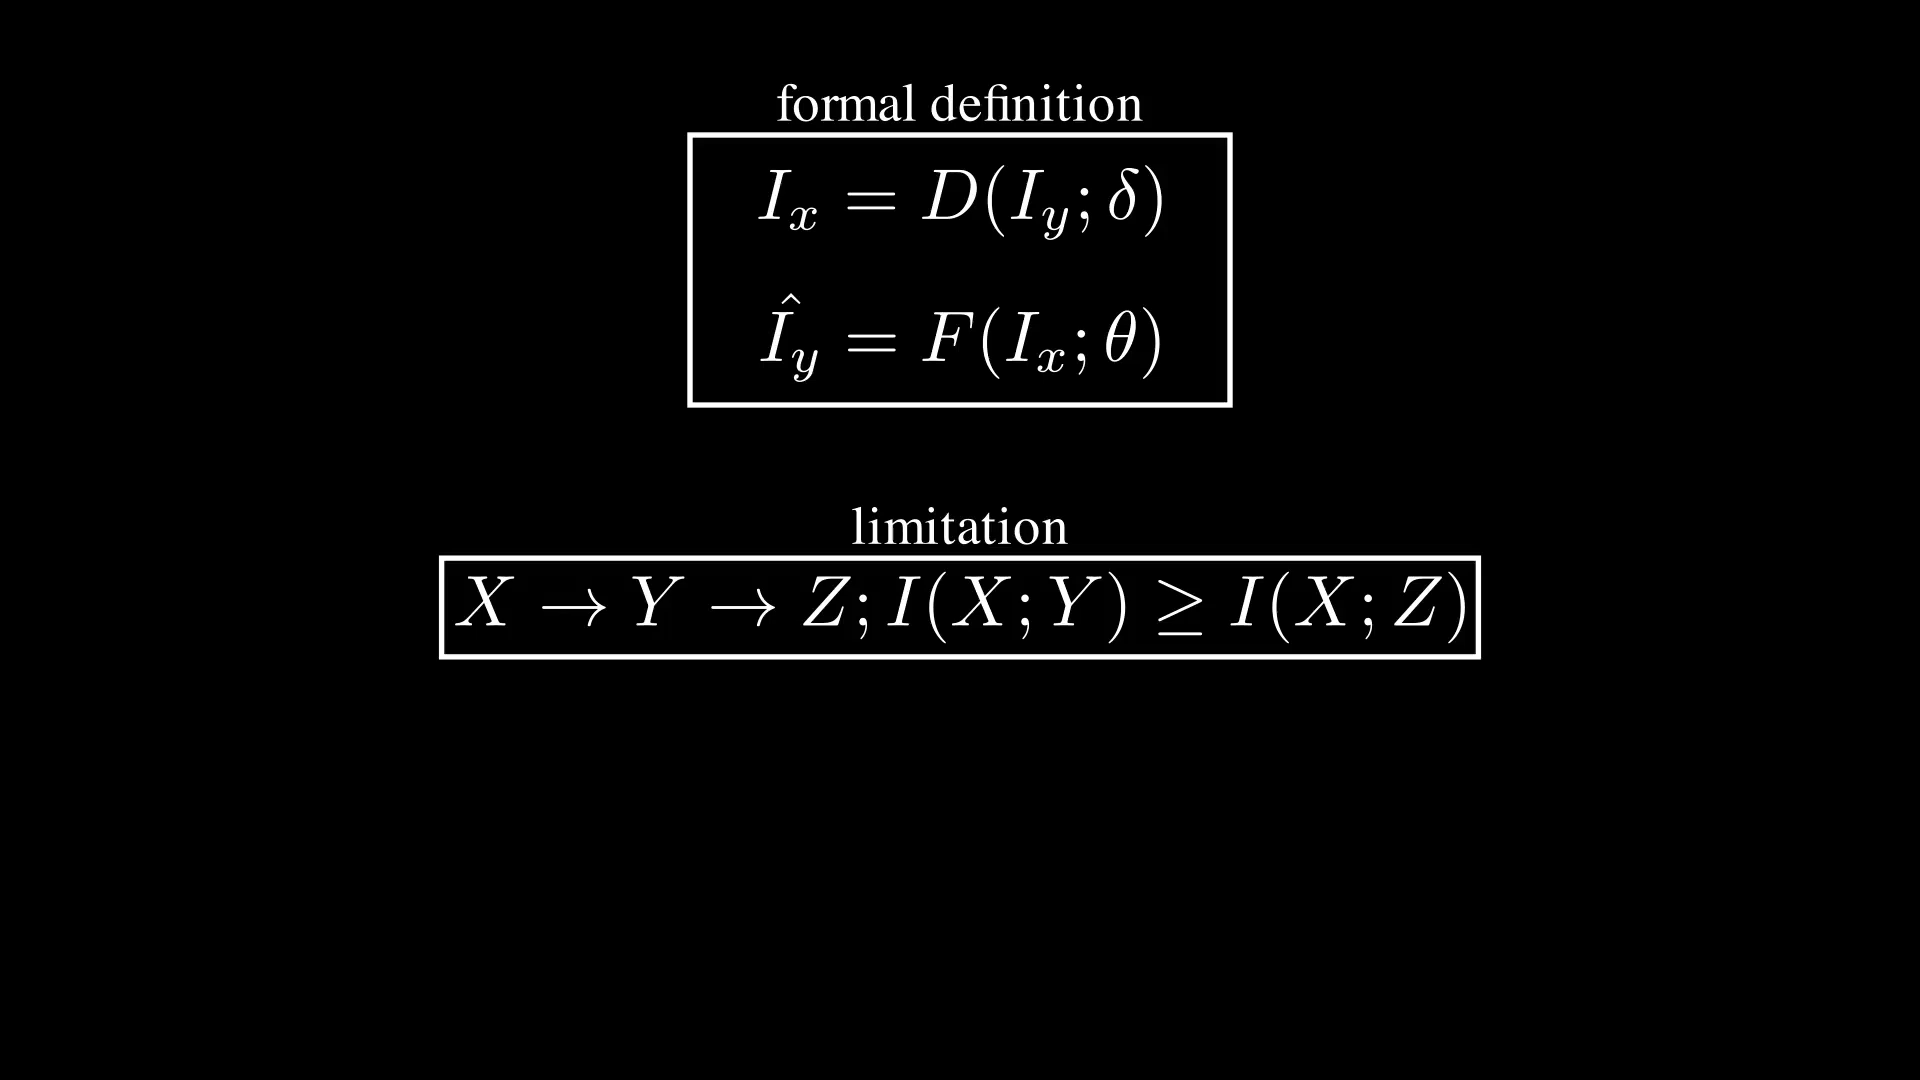 formal definition
I_x = D(I_y; δ)
Î_y = F(I_x; θ)
limitation
X → Y → Z; I(X; Y) ≥ I(X; Z)